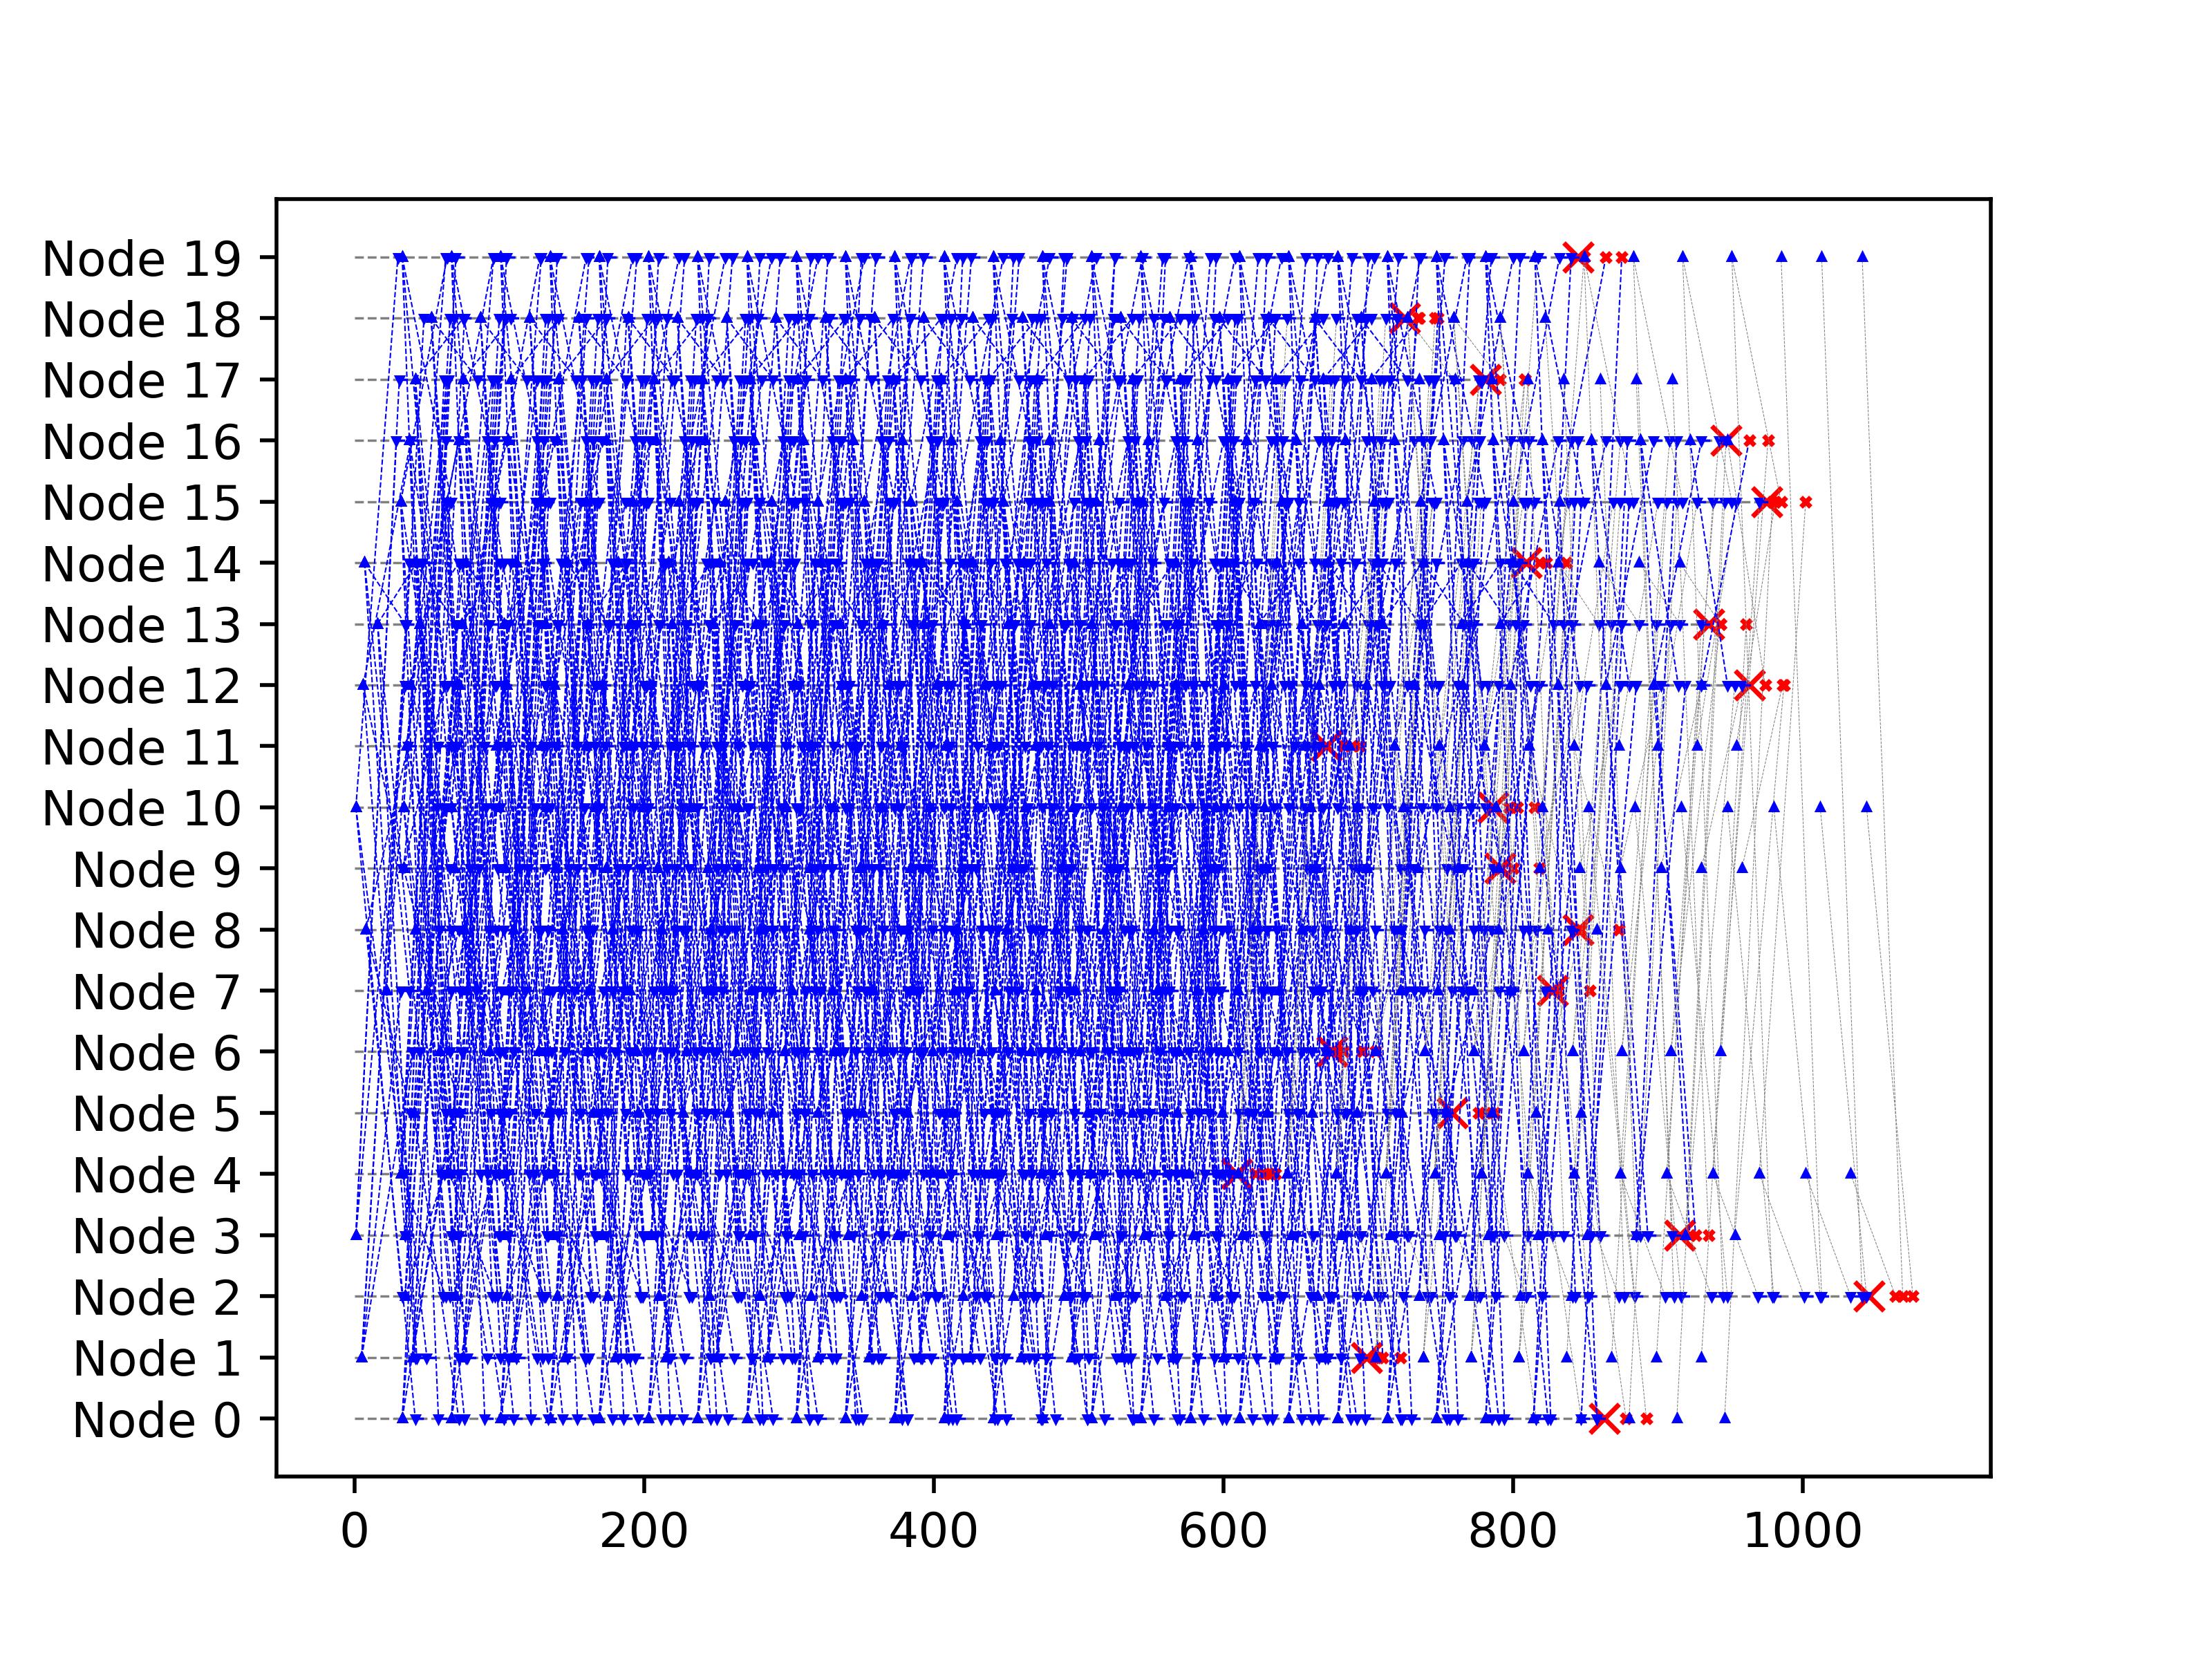 Node 19
Node 18
Node 17
Node 16
Node 15
Node 14
Node 13
Node 12
Node 11
Node 10
Node 9
Node 8
Node 7
Node 6
Node 5
Node 4
Node 3
Node 2
Node 1
Node 0
0 200 400 600 800 1000